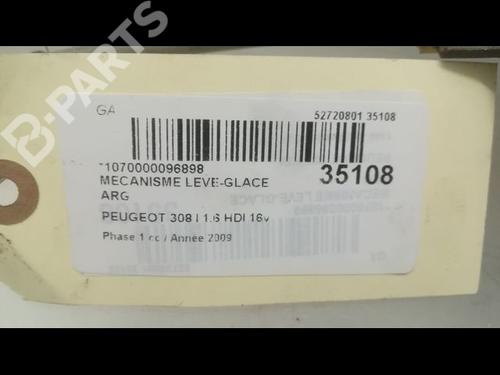 B-PARTS
GA
52720801 35108
*1070000096898
35108
MECANISME LEVE-GLACE
ARG
PEUGEOT 308 I 1.6 HDI 16v
Phase 1 cc / Année 2009